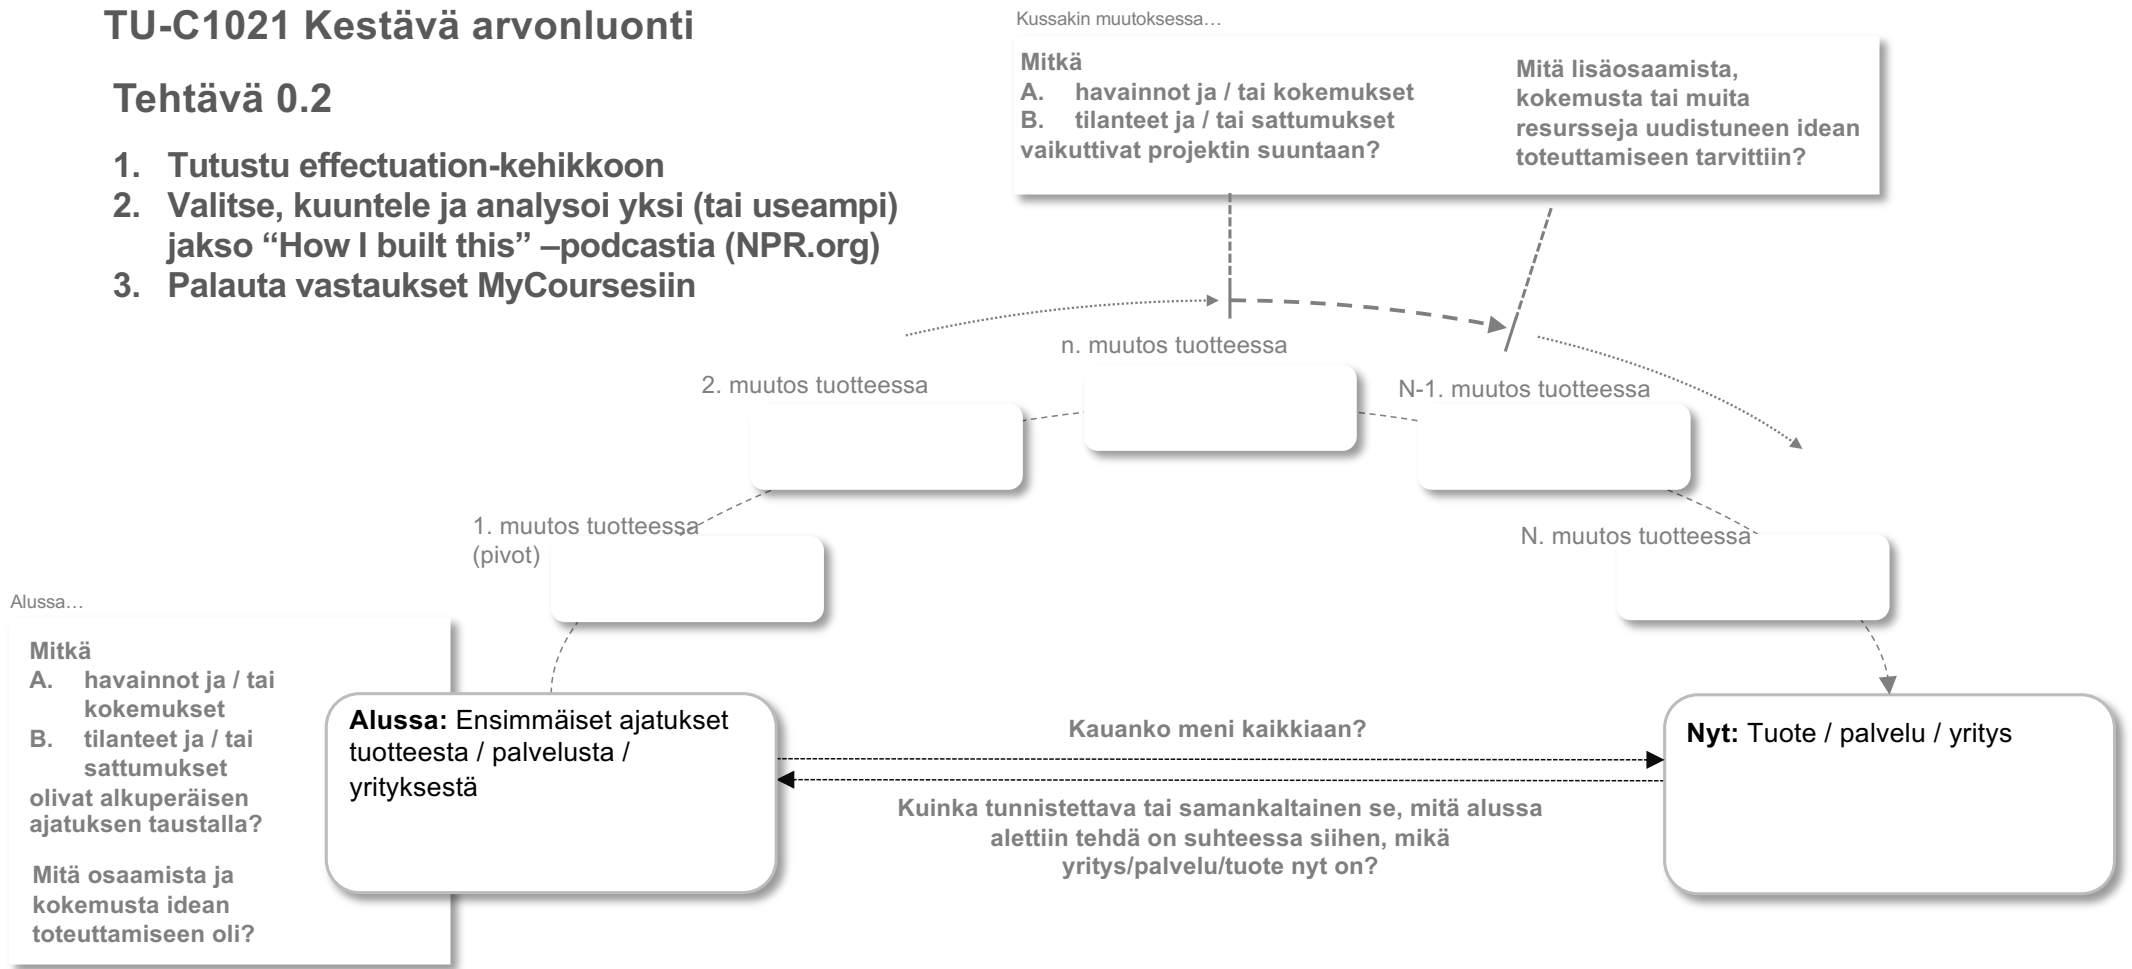 TU-C1021 Kestävä arvonluonti
Tehtävä 0.2
1. Tutustu effectuation-kehikkoon
2. Valitse, kuuntele ja analysoi yksi (tai useampi)
jakso “How I built this” –podcastia (NPR.org)
3. Palauta vastaukset MyCoursesiin
Kussakin muutoksessa…
Mitkä
A. havainnot ja / tai kokemukset
B. tilanteet ja / tai sattumukset
vaikuttivat projektin suuntaan?
Mitä lisäosaamista,
kokemusta tai muita
resursseja uudistuneen idean
toteuttamiseen tarvittiin?
n. muutos tuotteessa
2. muutos tuotteessa
N-1. muutos tuotteessa
1. muutos tuotteessa
(pivot)
N. muutos tuotteessa
Alussa…
Mitkä
A. havainnot ja / tai
kokemukset
B. tilanteet ja / tai
sattumukset
olivat alkuperäisen
ajatuksen taustalla?
Mitä osaamista ja
kokemusta idean
toteuttamiseen oli?
Alussa: Ensimmäiset ajatukset
tuotteesta / palvelusta /
yrityksestä
Kauanko meni kaikkiaan?
Kuinka tunnistettava tai samankaltainen se, mitä alussa
alettiin tehdä on suhteessa siihen, mikä
yritys/palvelu/tuote nyt on?
Nyt: Tuote / palvelu / yritys